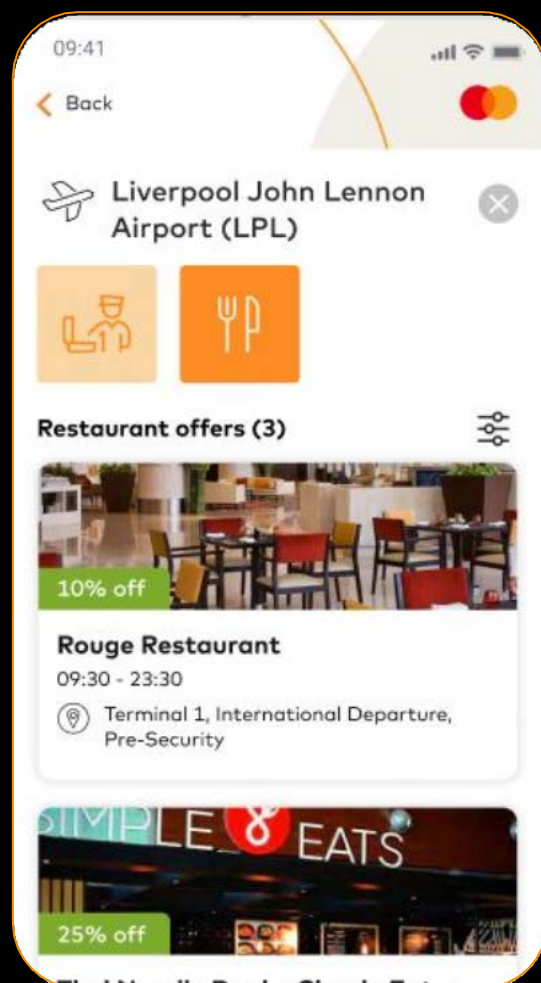 09:41
Back
Liverpool John Lennon
Airport (LPL)
Restaurant offers (3)
10% off
Rouge Restaurant
09:30 - 23:30
Terminal 1, International Departure,
Pre-Security
SIMPLE EATS
25% off